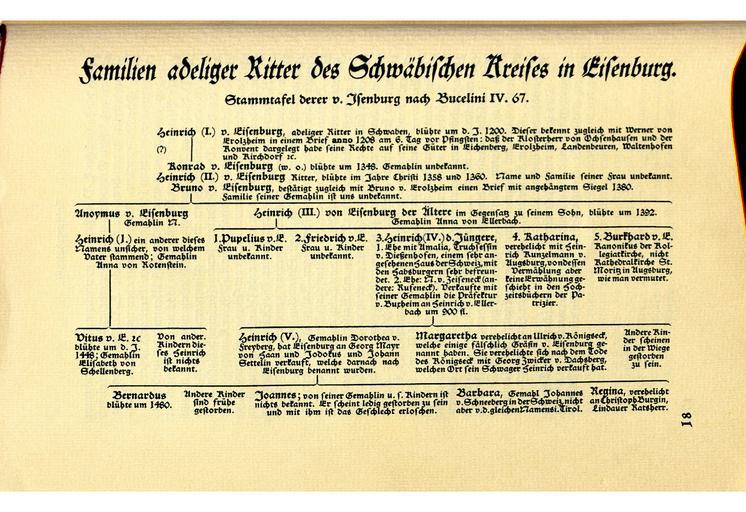 Familien adeliger Ritter des Schwäbischen Kreises in Eisenburg.
Stammtafel derer v. Isenburg nach Bucelini IV. 67.
Heinrich (I.) v. Eisenburg, adeliger Ritter in Schwaben, blühte um d. J. 1200. Dieser bekennt zugleich mit Werner von
(?) Erolzheim in einem Brief anno 1208 am 6. Tag vor Pfingsten: daß der Klosterherr von Ochsenhausen und der
Konvent dargelegt habe seine Rechte auf seine Güter in Eichenberg, Erolzheim, Landenbeuren, Waltenhofen
und Kirchdorf ꝛc.
Konrad v. Eisenburg (w. o.) blühte um 1348. Gemahlin unbekannt.
Heinrich (II.) v. Eisenburg Ritter, blühte im Jahre Christi 1358 und 1360. Name und Familie seiner Frau unbekannt.
Bruno v. Eisenburg, bestätigt zugleich mit Bruno v. Erolzheim einen Brief mit angehängtem Siegel 1380.
Familie seiner Gemahlin ist uns unbekannt.
Anoymus v. Eisenburg
Gemahlin N.
Heinrich (III.) von Eisenburg der Ältere im Gegensatz zu seinem Sohn, blühte um 1392.
Gemahlin Anna von Ellerbach.
Heinrich (J.) ein anderer dieses
Namens unsicher, von welchem
Vater stammend; Gemahlin
Anna von Rotenstein.
1. Pupelius v. E.
Frau u. Kinder
unbekannt.
2. Friedrich v. E.
Frau u. Kinder
unbekannt.
3. Heinrich (IV.) d. Jüngere,
1. Ehe mit Amalia, Truchsessin
v. Dießenhofen, einem sehr an-
gesehenen Haus der Schweiz, mit
den Habsburgern sehr befreun-
det. 2. Ehe: N. v. Zeiseneck (an-
dere: Rufeneck). Verkaufte mit
seiner Gemahlin die Präfektur
v. Buxheim an Heinrich v. Eller-
bach um 900 fl.
4. Katharina,
verehelicht mit Hein-
rich Kunzelmann v.
Augsburg, von dessen
Vermählung aber
keine Erwähnung ge-
schieht in den Hoch-
zeitsbüchern der Pa-
trizier.
5. Burkhard v. E.
Kanonikus der Kol-
legiatkirche, nicht
Kathedralkirche St.
Moritz in Augsburg,
wie man vermutet.
Vitus v. E. ꝛc
blühte um d. J.
1448; Gemahlin
Elisabeth von
Schellenberg.
Von ander.
Kindern die-
ses Heinrich
ist nichts
bekannt.
Heinrich (V.), Gemahlin Dorothea v.
Freyberg, hat Eisenburg an Georg Mayr
von Haan und Jodokus und Johann
Settelin verkauft, welche darnach von
Eisenburg benannt wurden.
Margaretha verehelicht an Ulrich v. Königseck,
welche einige fälschlich Gräfin v. Eisenburg ge-
nannt haben. Sie verehelichte sich nach dem Tode
des Königseck mit Georg Zwicker v. Dachsberg,
welchen Ort sein Schwager Heinrich verkauft hat.
Andere Kin-
der scheinen
in der Wiege
gestorben
zu sein.
Bernardus
blühte um 1480.
Andere Kinder
sind frühe
gestorben.
Joannes; von seiner Gemahlin u. s. Kindern ist
nichts bekannt. Er scheint ledig gestorben zu sein
und mit ihm ist das Geschlecht erloschen.
Barbara, Gemahl Johannes
v. Schneeberg in der Schweiz, nicht
aber v. d. gleichen Namens i. Tirol.
Regina, verehelicht
an Christoph Burgin,
Lindauer Ratsherr.
18